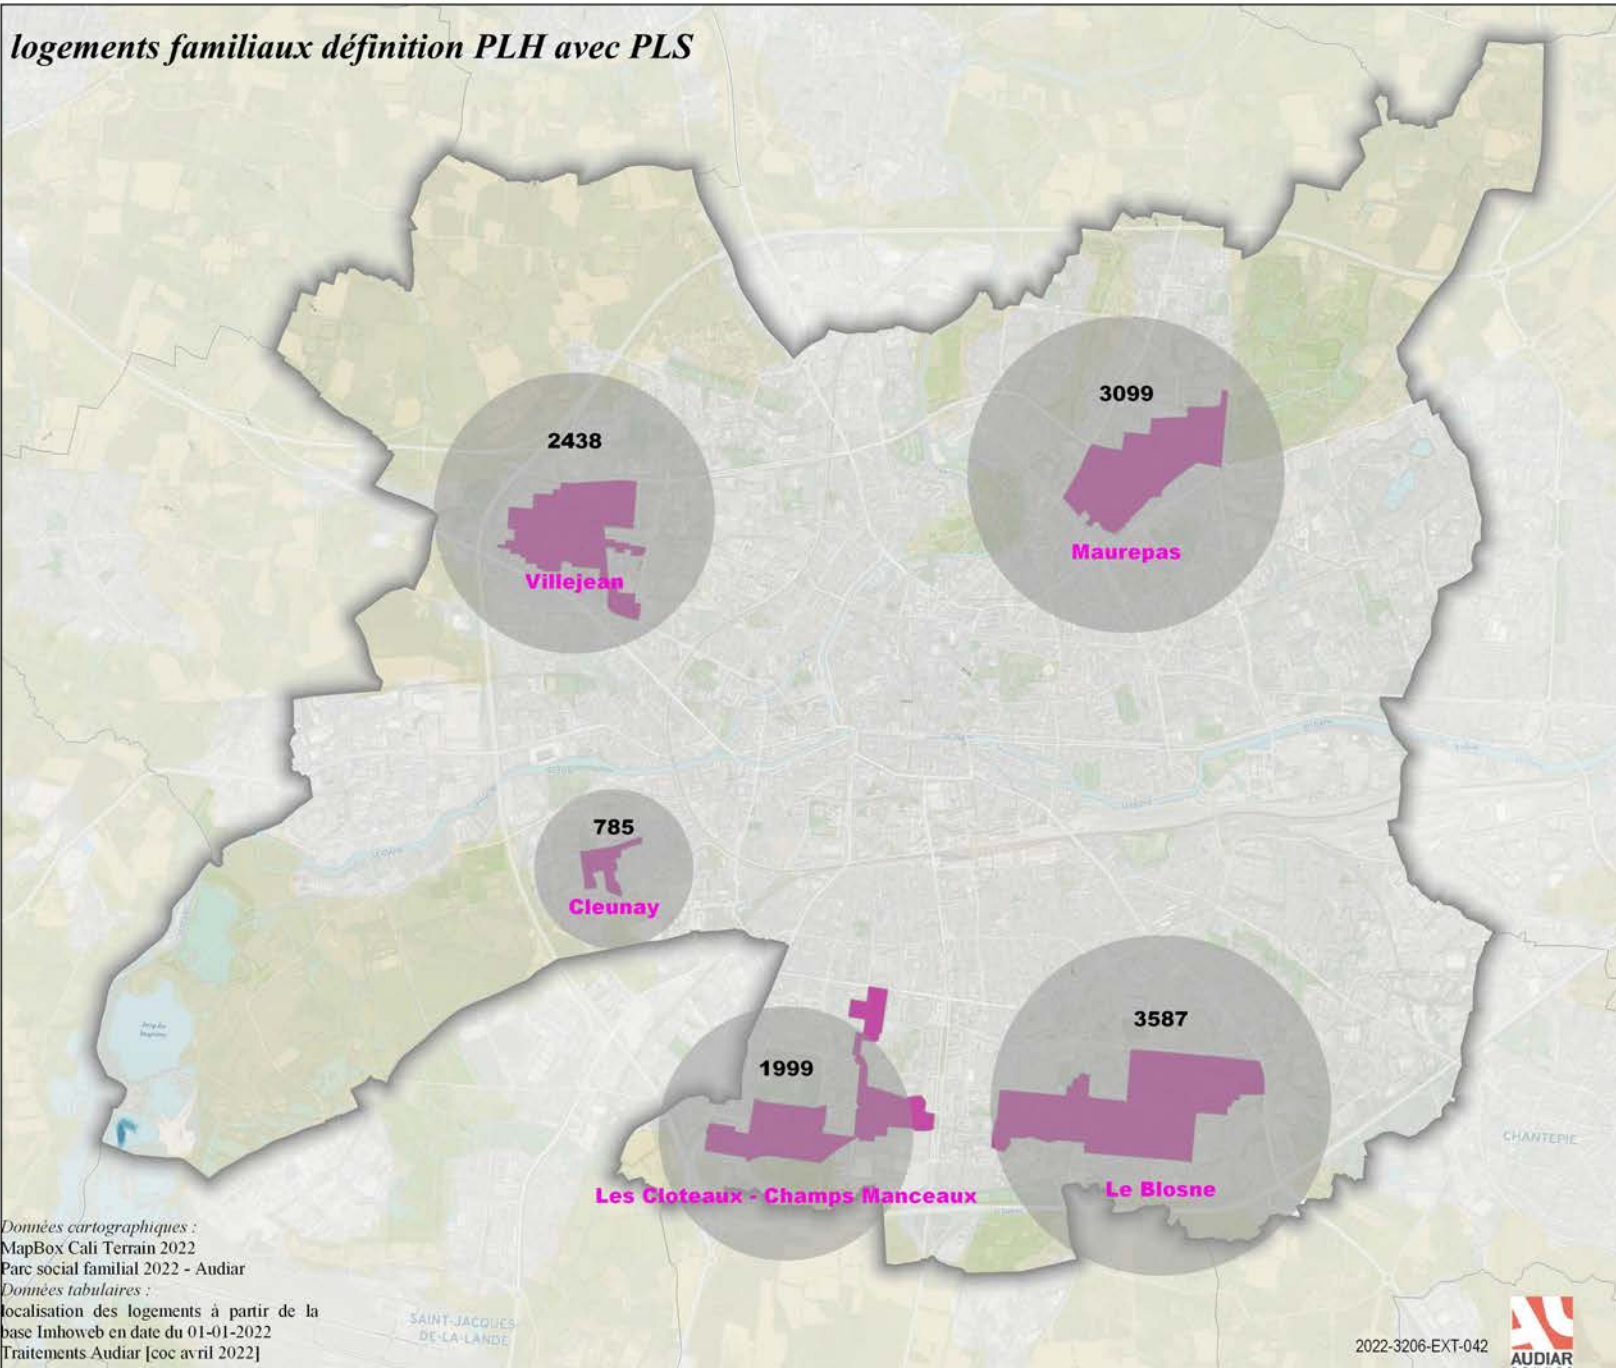 logements familiaux définition PLH avec PLS
3099
2438
Maurepas
Villejean
785
Cleunay
3587
1999
CHANTEPIE
Les Cloteaux - Champs Manceaux
Le Blosne
Données cartographiques :
MapBox Cali Terrain 2022
Parc social familial 2022 - Audiar
Données tabulaires :
localisation des logements à partir de la
base Imhoweb en date du 01-01-2022
Traitements Audiar [coc avril 2022]
SAINT-JACQUES-
DE-LA-LANDE
2022-3206-EXT-042
AUDIAR